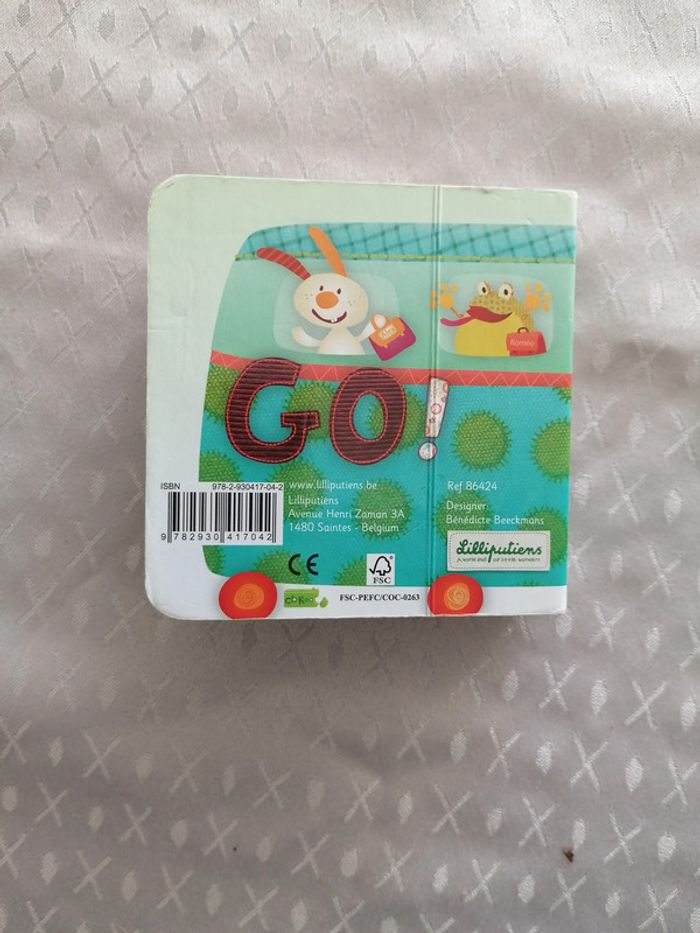 Roméo
GO!
ISBN 978-2-930417-04-2
9 782930 417042
www.lilliputiens.be
Lilliputiens
Avenue Henri Zaman 3A
1480 Saintes - Belgium
Ref 86424
Designer:
Bénédicte Beeckmans
Lilliputiens
CE
FSC
FSC-PEFC/COC-0263